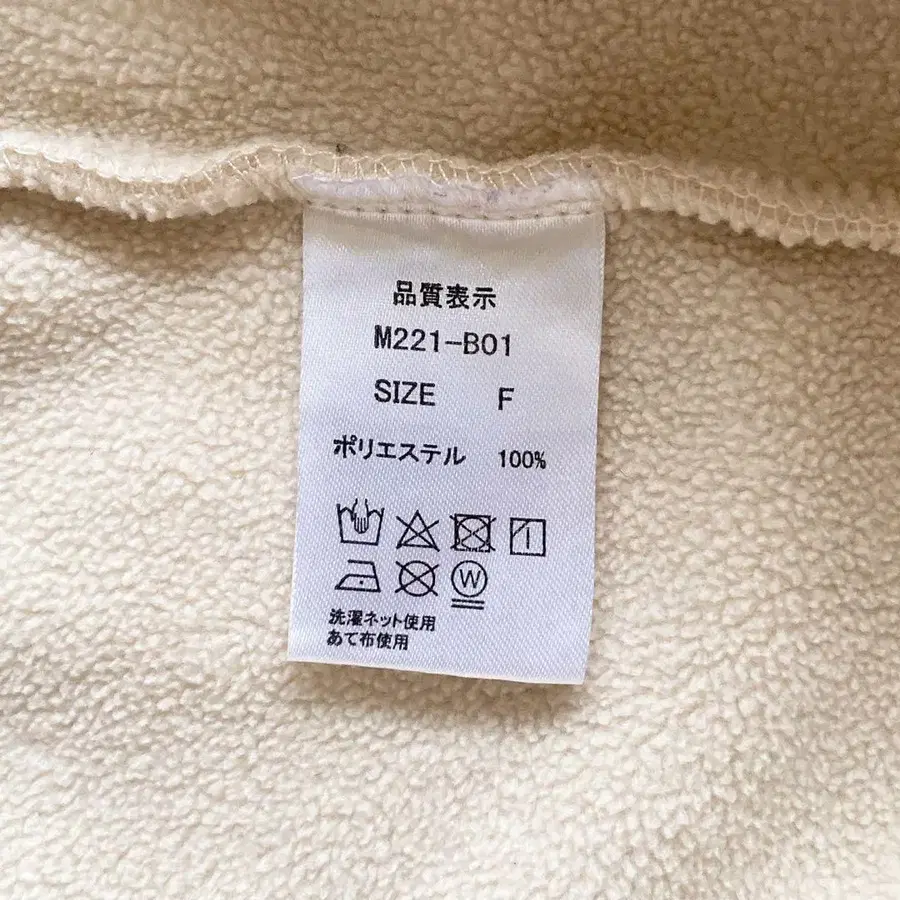 品質表示
M221-B01
SIZE F
ポリエステル 100%
W
洗濯ネット使用
あて布使用